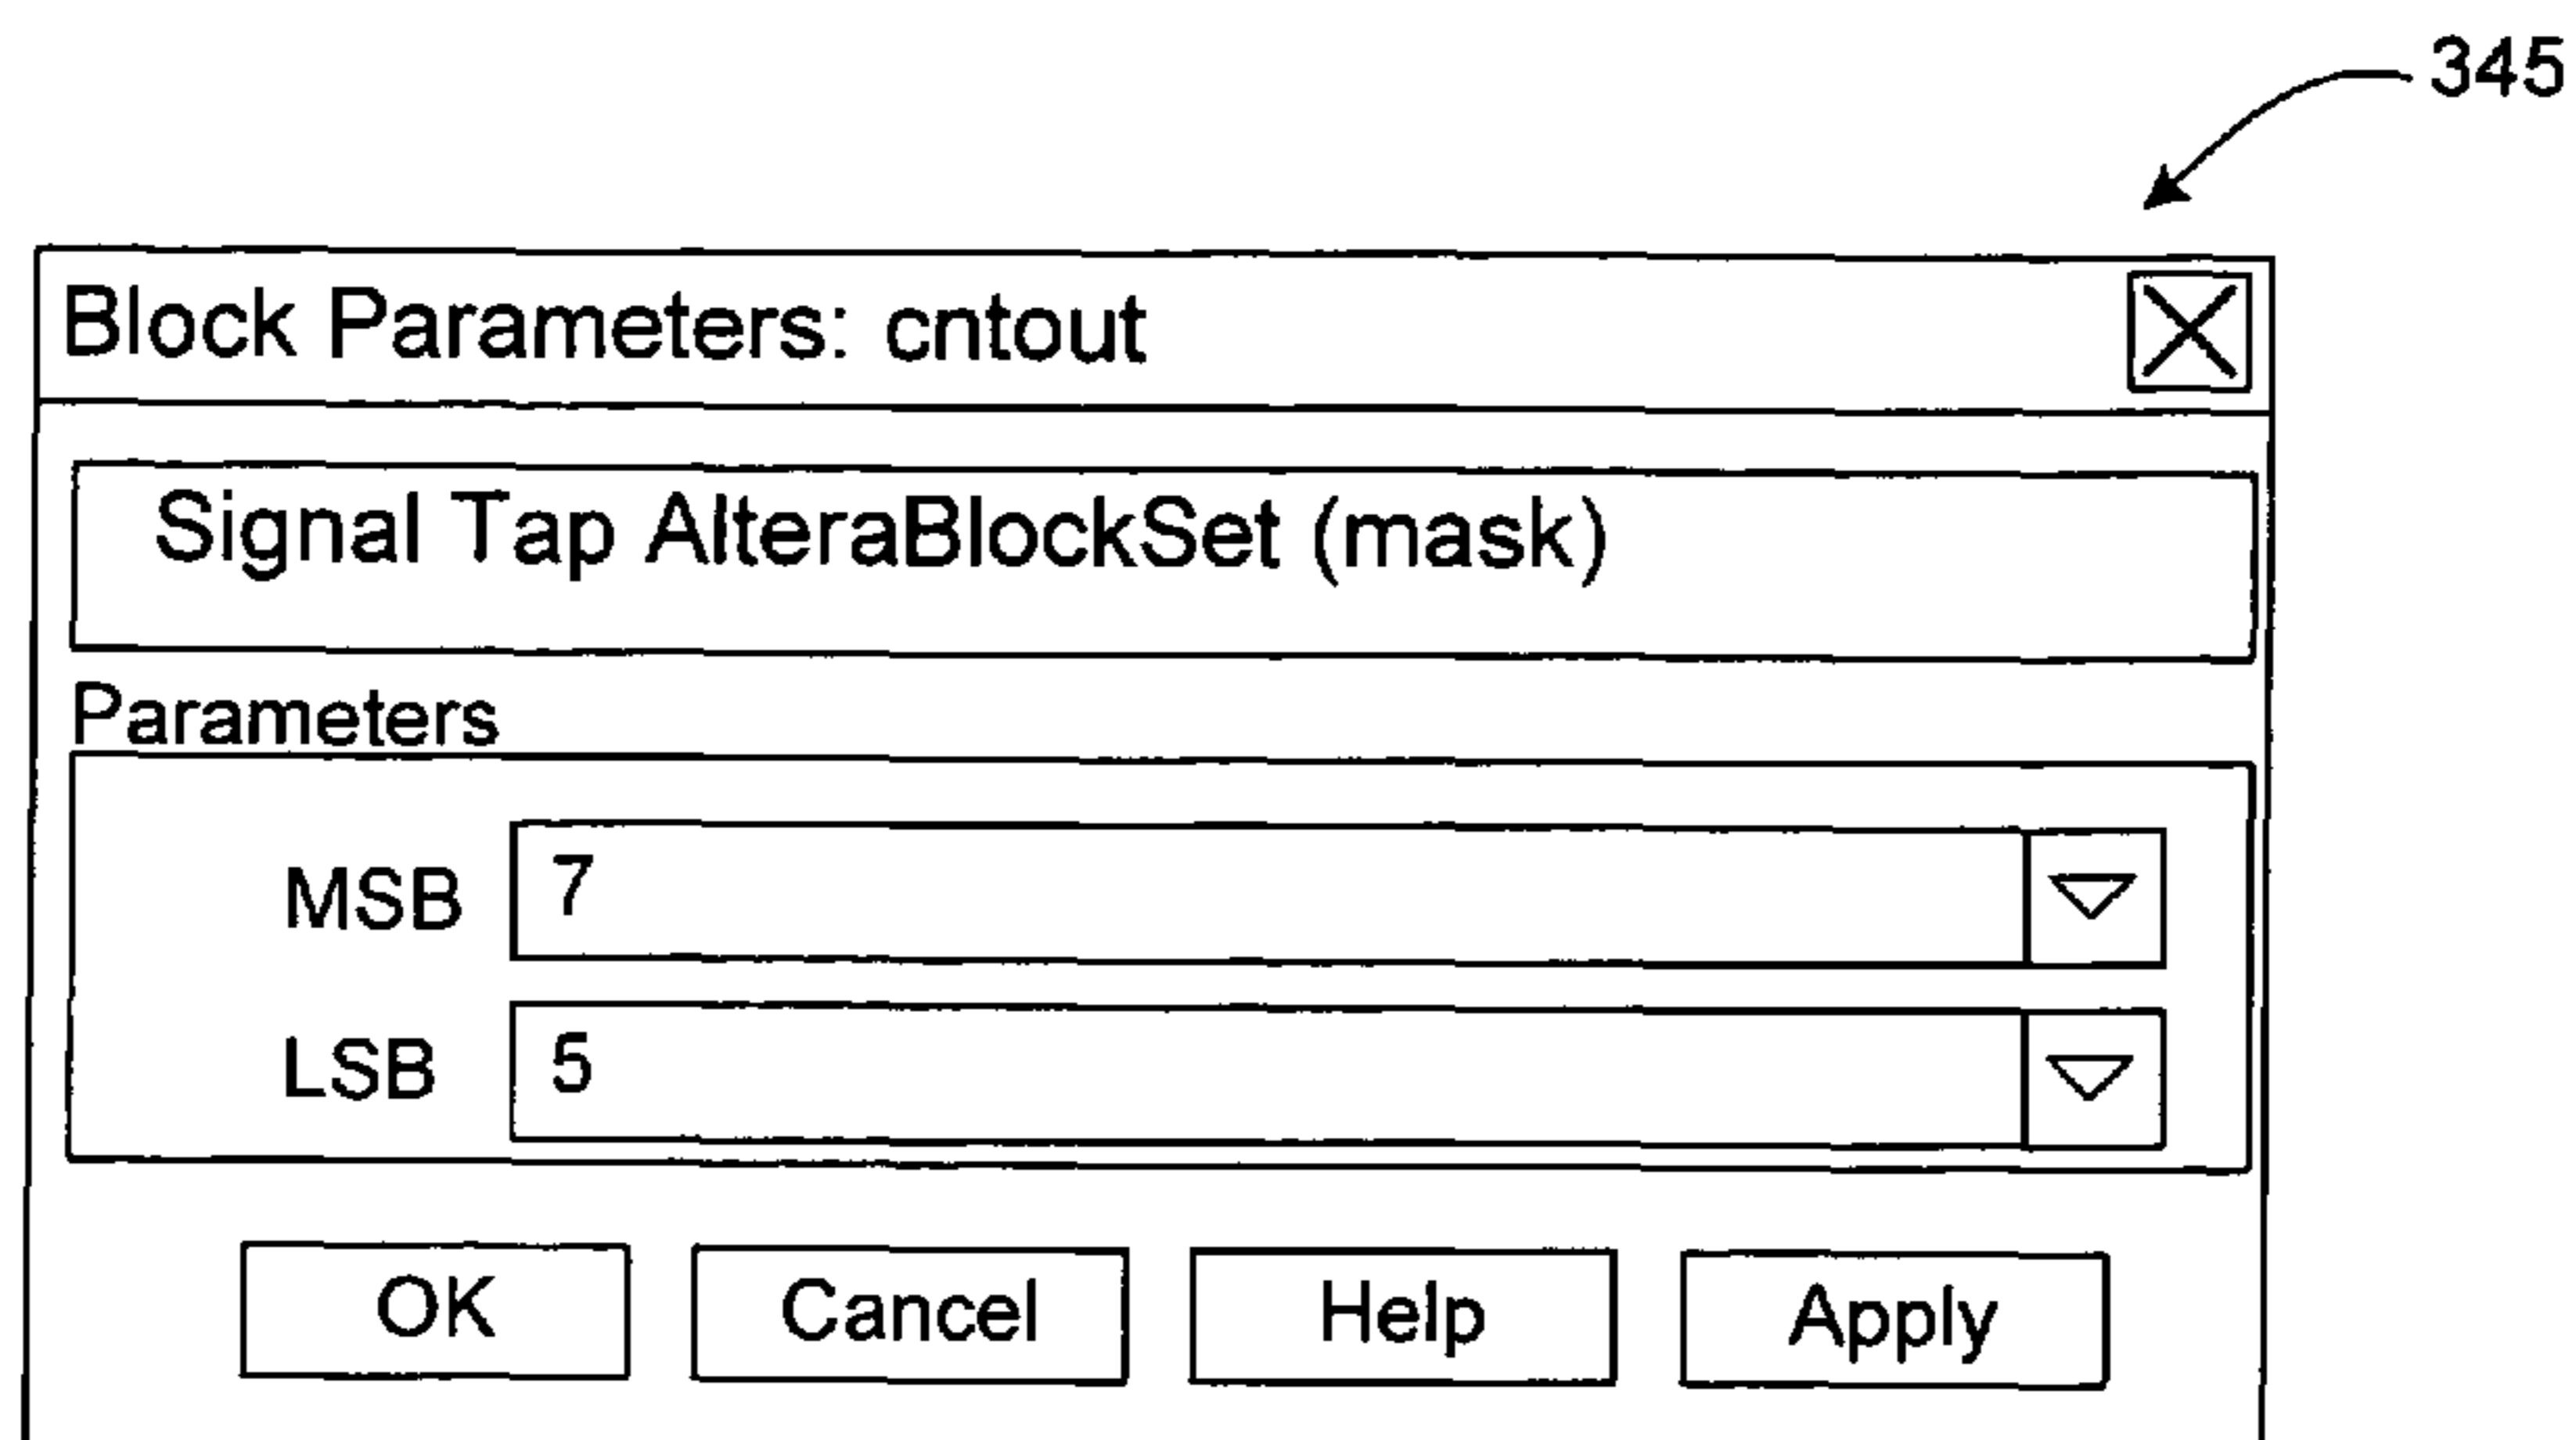 345
Block Parameters: cntout
Signal Tap AlteraBlockSet (mask)
Parameters
MSB 7
LSB 5
OK Cancel Help Apply